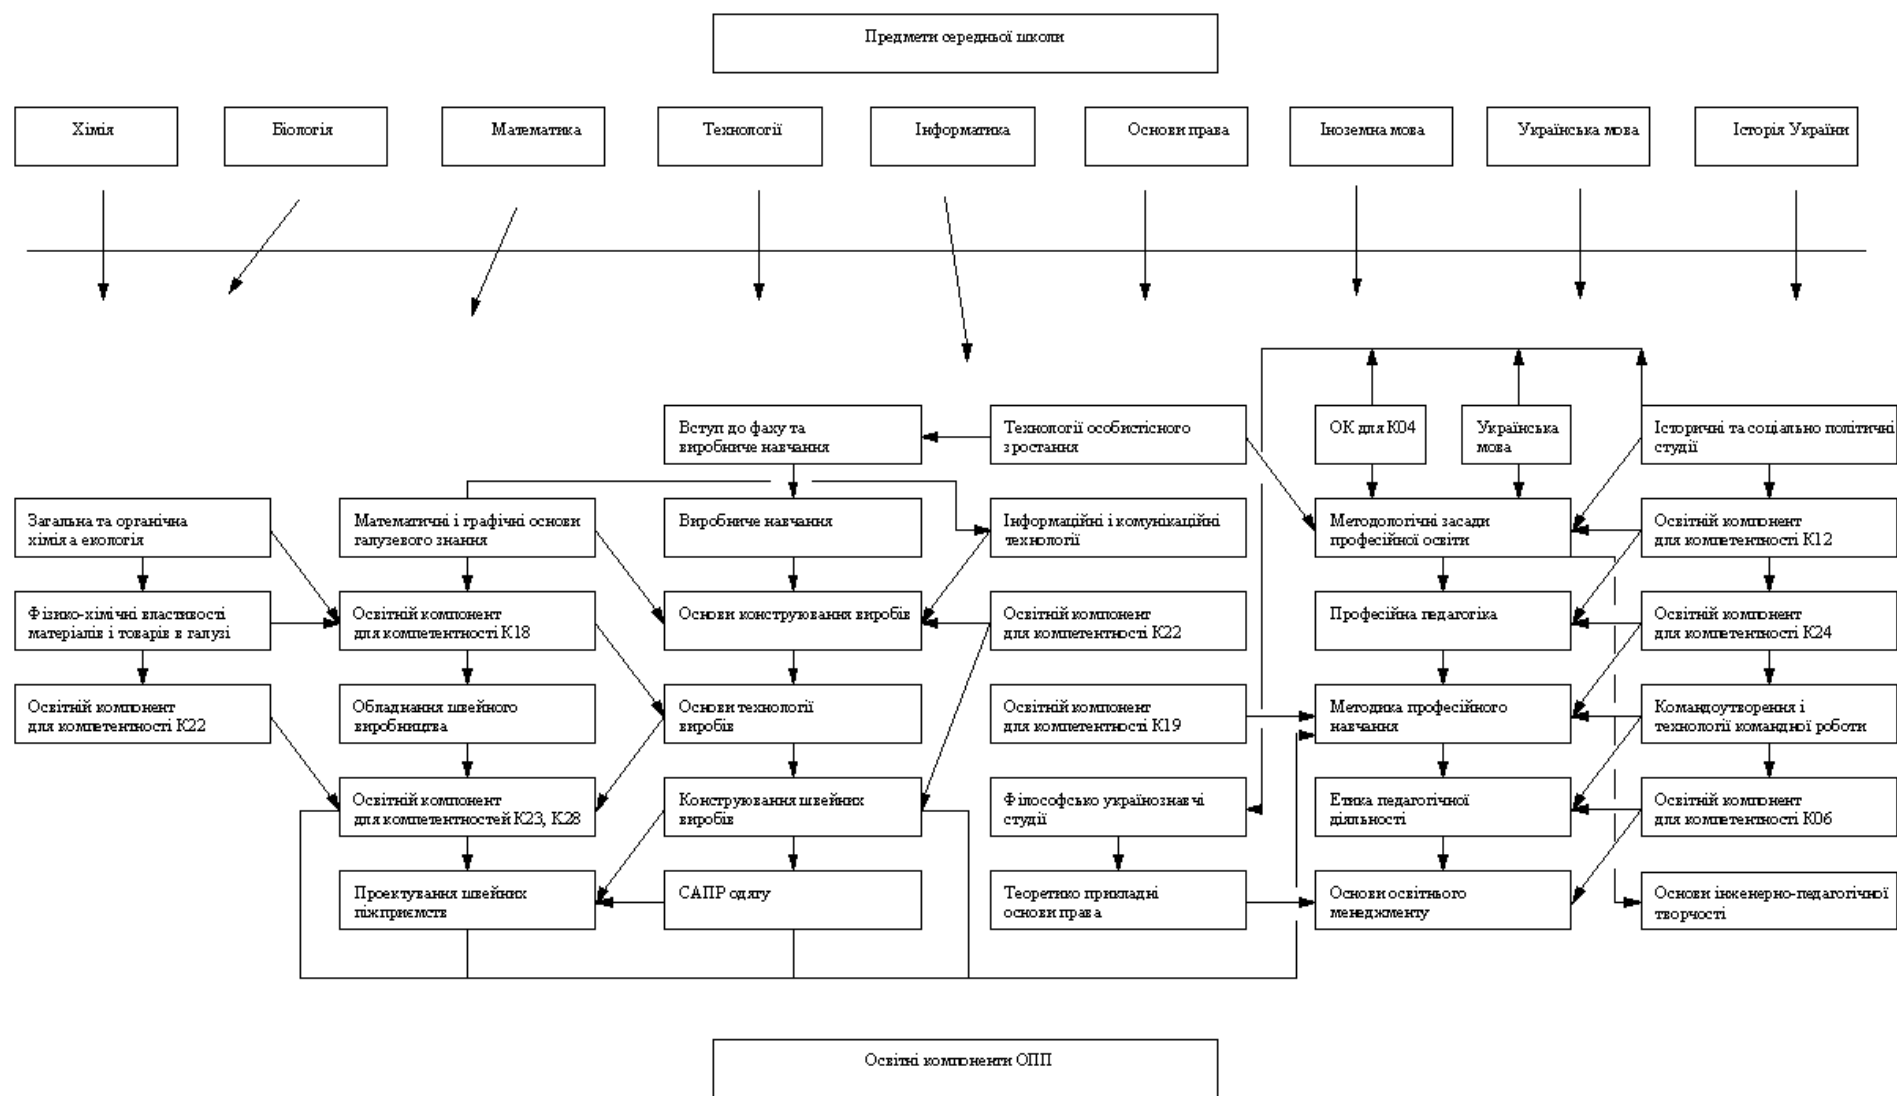 Предмети середньої школи
Хімія
Біологія
Математика
Технології
Інформатика
Основи права
Іноземна мова
Українська мова
Історія України
Вступ до фаху та
виробниче навчання
Технології особистісного
зростання
ОК для К04
Українська
мова
Історичні та соціально політичні
студії
Загальна та органічна
хімія а екологія
Математичні і графічні основи
галузевого знання
Виробниче навчання
Інформаційні і комунікаційні
технології
Методологічні засади
професійної освіти
Освітній компонент
для компетентності К12
Фізико-хімічні властивості
матеріалів і товарів в галузі
Освітній компонент
для компетентності К18
Основи конструювання виробів
Освітній компонент
для компетентності К22
Професійна педагогіка
Освітній компонент
для компетентності К24
Освітній компонент
для компетентності К22
Обладнання швейного
виробництва
Основи технології
виробів
Освітній компонент
для компетентності К19
Методика професійного
навчання
Командоутворення і
технології командної роботи
Освітній компонент
для компетентностей К23, К28
Конструювання швейних
виробів
Філософсько українознавчі
студії
Етика педагогічної
діяльності
Освітній компонент
для компетентності К06
Проектування швейних
піжприємств
САПР одягу
Теоретико прикладні
основи права
Основи освітнього
менеджменту
Основи інженерно-педагогічної
творчості
Освітні компоненти ОПП